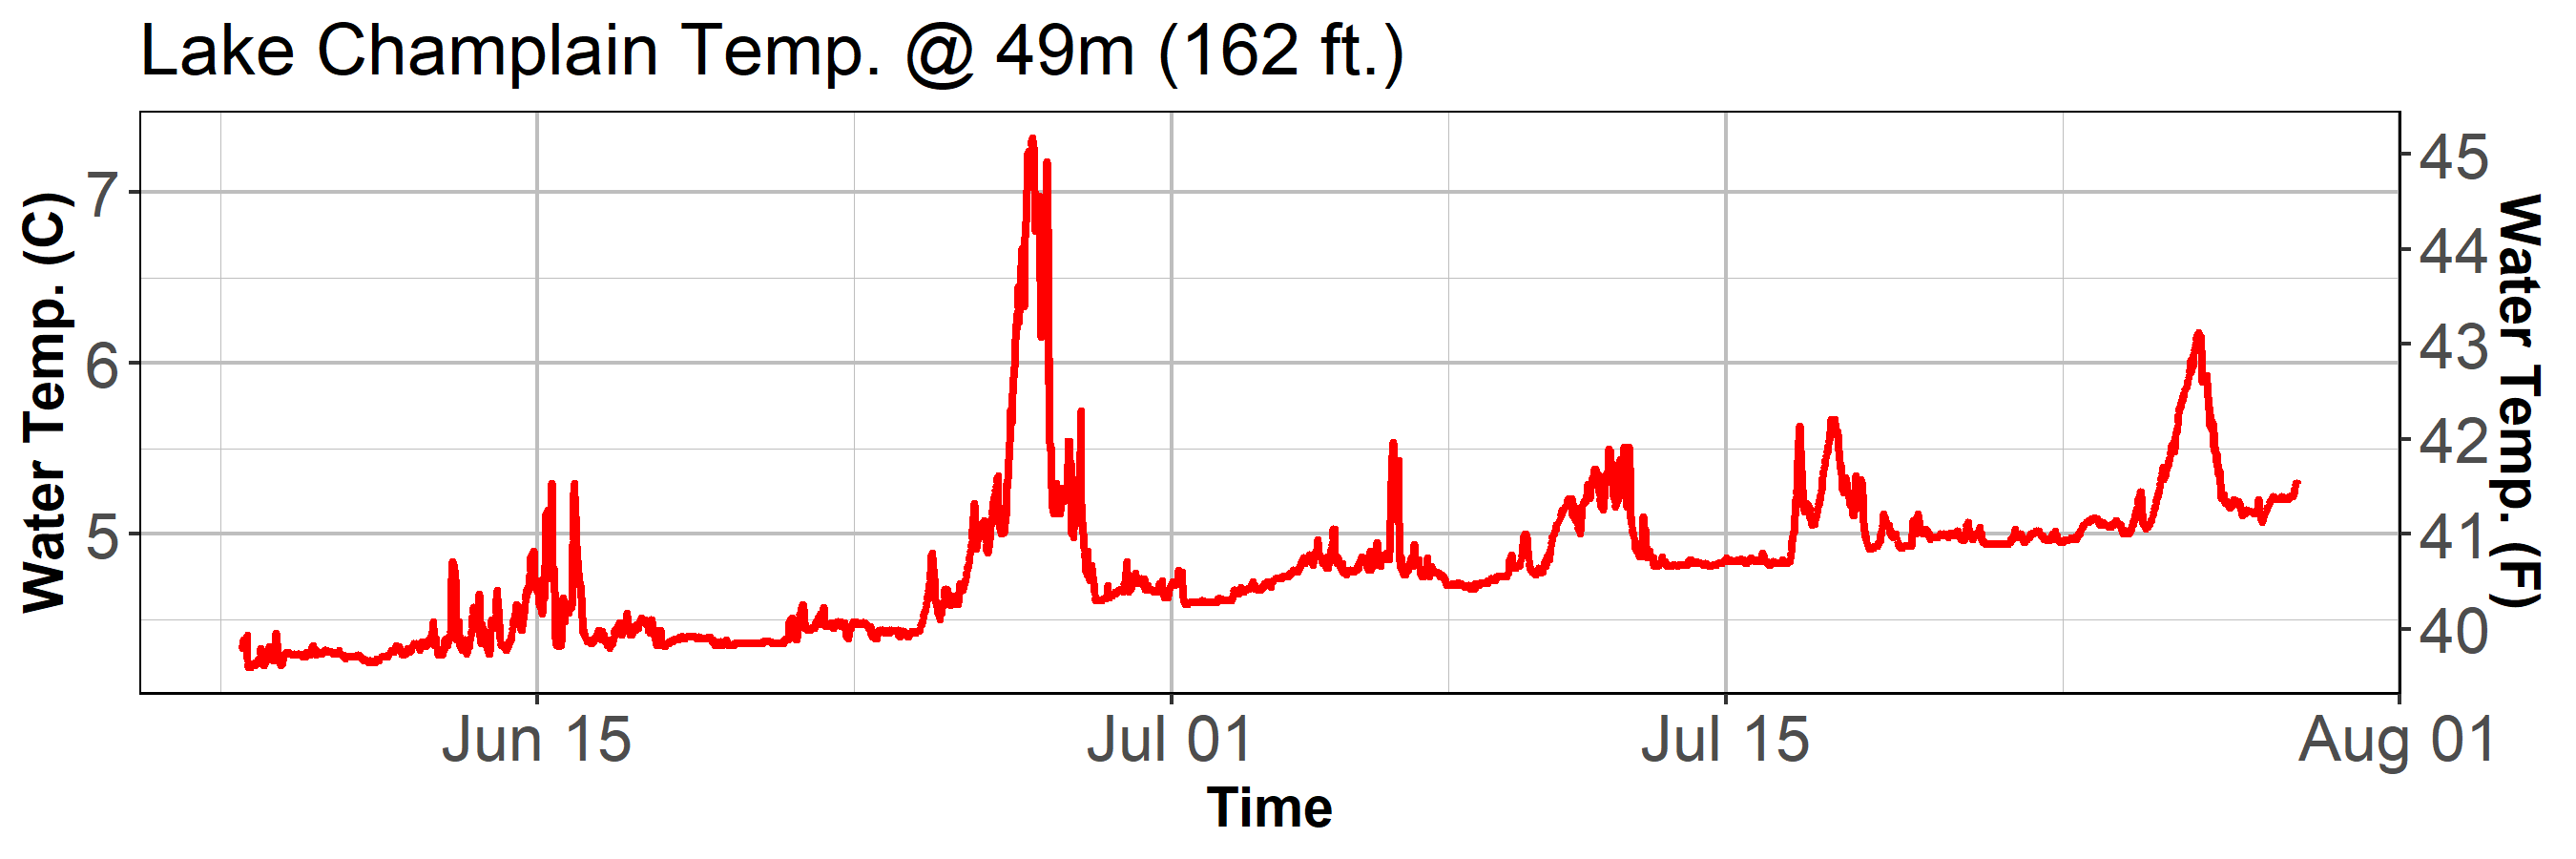 Lake Champlain Temp. @ 49m (162 ft.)
Water Temp. (C)
7
6
5
45
44
43
42
41
40
Water Temp. (F)
Jun 15
Jul 01
Jul 15
Aug 01
Time